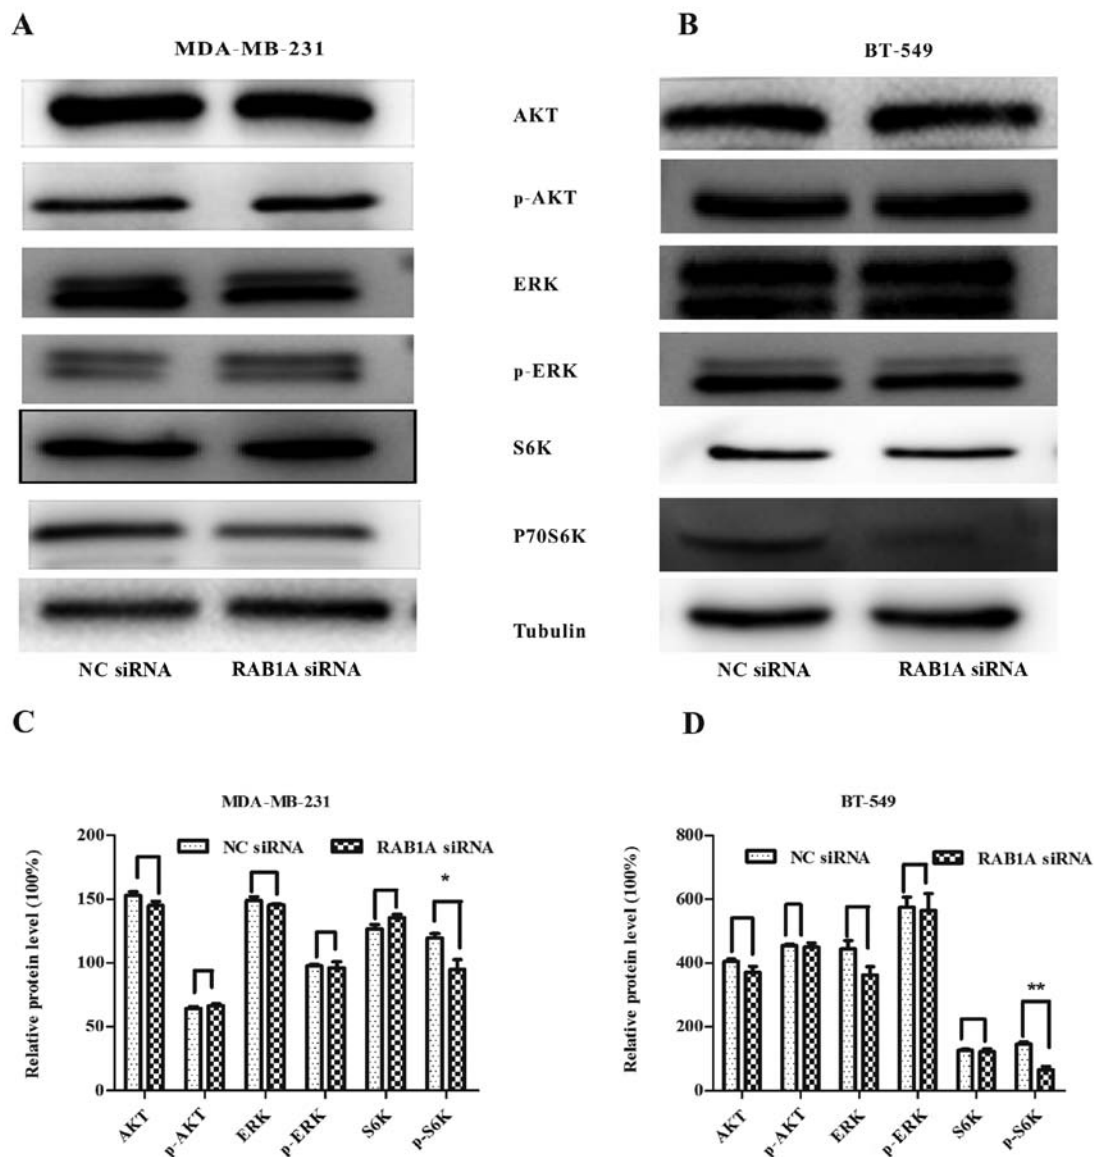 A
B
MDA-MB-231
BT-549
AKT
p-AKT
ERK
p-ERK
S6K
P70S6K
Tubulin
NC siRNA
RAB1A siRNA
NC siRNA
RAB1A siRNA
C
D
MDA-MB-231
Relative protein level (100%)
200
150
100
50
0
NC siRNA
RAB1A siRNA
*
AKT
p-AKT
ERK
p-ERK
S6K
p-S6K
BT-549
Relative protein level (100%)
800
600
400
200
0
NC siRNA
RAB1A siRNA
**
AKT
p-AKT
ERK
p-ERK
S6K
p-S6K